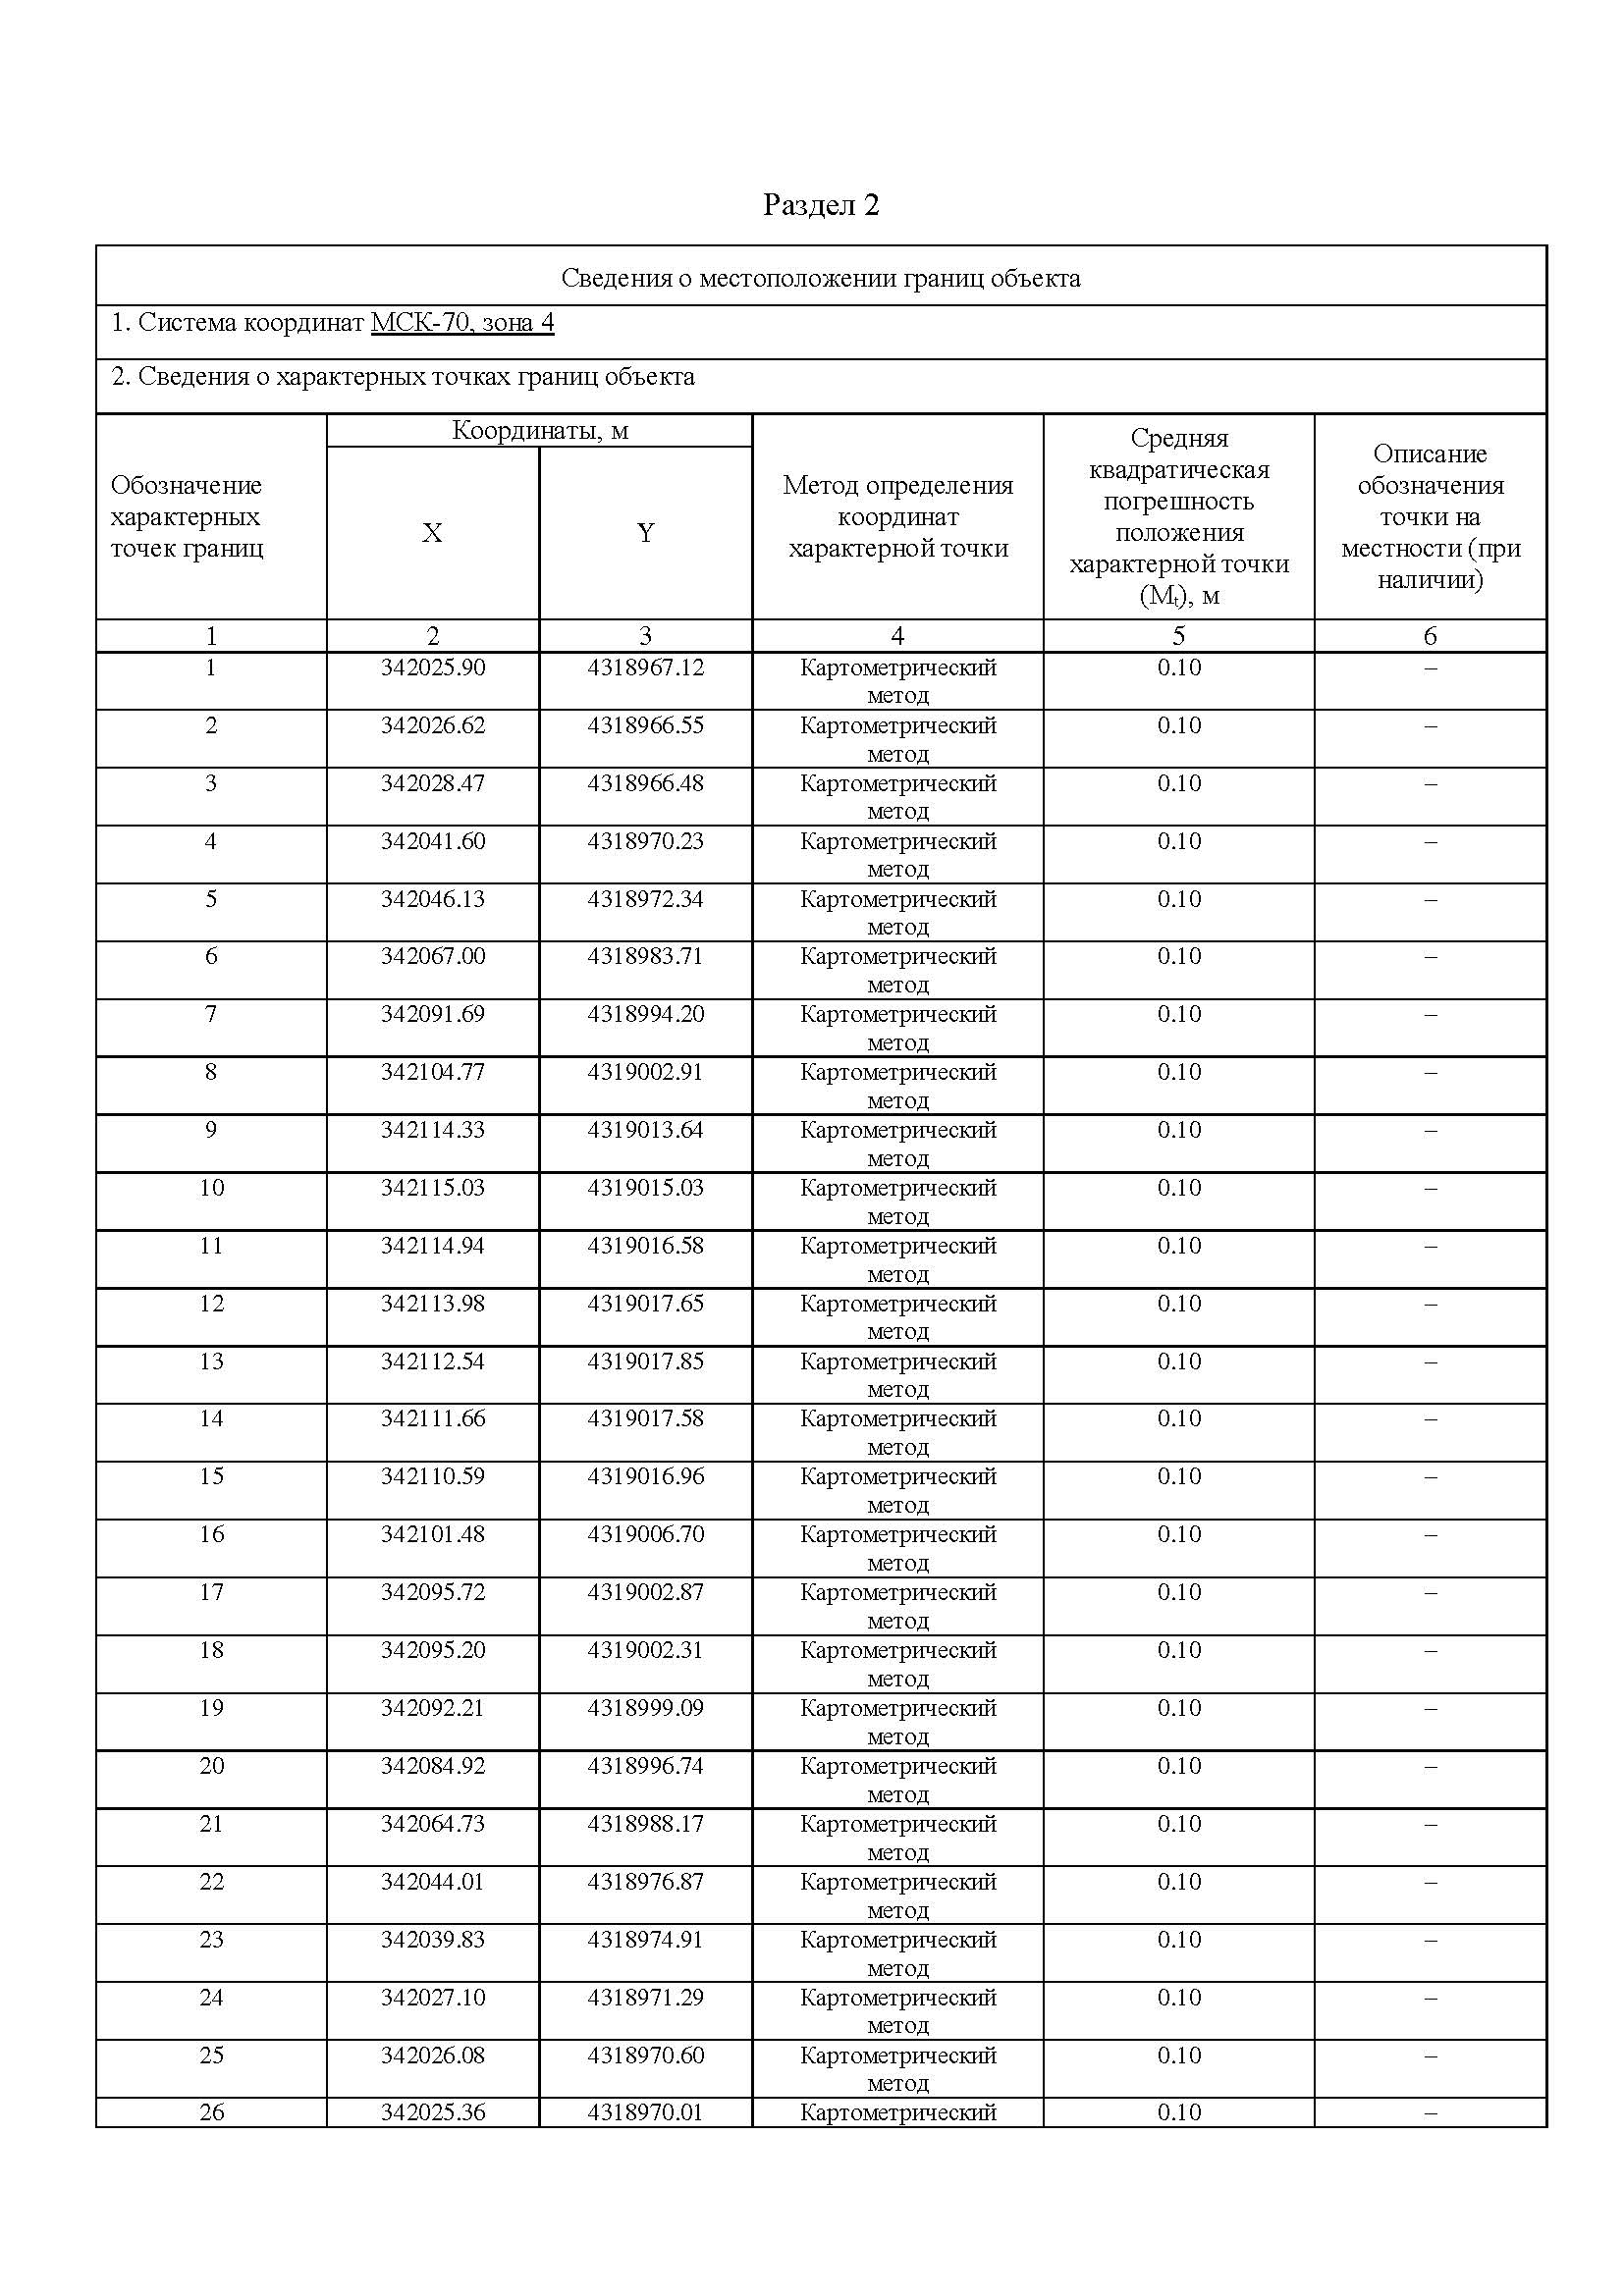 Раздел 2
Сведения о местоположении границ объекта
1. Система координат МСК-70, зона 4
2. Сведения о характерных точках границ объекта
Обозначение
характерных
точек границ
Координаты, м
X
Y
Метод определения
координат
характерной точки
Средняя
квадратическая
погрешность
положения
характерной точки
(Mt), м
Описание
обозначения
точки на
местности (при
наличии)
1 2 3 4 5 6
1 342025.90 4318967.12 Картометрический 0.10 –
метод
2 342026.62 4318966.55 Картометрический 0.10 –
метод
3 342028.47 4318966.48 Картометрический 0.10 –
метод
4 342041.60 4318970.23 Картометрический 0.10 –
метод
5 342046.13 4318972.34 Картометрический 0.10 –
метод
6 342067.00 4318983.71 Картометрический 0.10 –
метод
7 342091.69 4318994.20 Картометрический 0.10 –
метод
8 342104.77 4319002.91 Картометрический 0.10 –
метод
9 342114.33 4319013.64 Картометрический 0.10 –
метод
10 342115.03 4319015.03 Картометрический 0.10 –
метод
11 342114.94 4319016.58 Картометрический 0.10 –
метод
12 342113.98 4319017.65 Картометрический 0.10 –
метод
13 342112.54 4319017.85 Картометрический 0.10 –
метод
14 342111.66 4319017.58 Картометрический 0.10 –
метод
15 342110.59 4319016.96 Картометрический 0.10 –
метод
16 342101.48 4319006.70 Картометрический 0.10 –
метод
17 342095.72 4319002.87 Картометрический 0.10 –
метод
18 342095.20 4319002.31 Картометрический 0.10 –
метод
19 342092.21 4318999.09 Картометрический 0.10 –
метод
20 342084.92 4318996.74 Картометрический 0.10 –
метод
21 342064.73 4318988.17 Картометрический 0.10 –
метод
22 342044.01 4318976.87 Картометрический 0.10 –
метод
23 342039.83 4318974.91 Картометрический 0.10 –
метод
24 342027.10 4318971.29 Картометрический 0.10 –
метод
25 342026.08 4318970.60 Картометрический 0.10 –
метод
26 342025.36 4318970.01 Картометрический 0.10 –